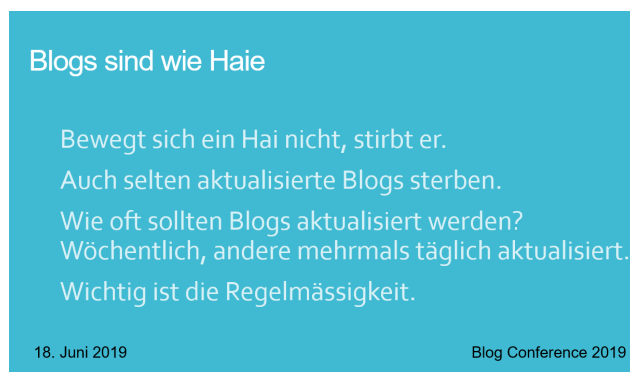 Blogs sind wie Haie
Bewegt sich ein Hai nicht, stirbt er.
Auch selten aktualisierte Blogs sterben.
Wie oft sollten Blogs aktualisiert werden?
Wöchentlich, andere mehrmals täglich aktualisiert.
Wichtig ist die Regelmässigkeit.
18. Juni 2019
Blog Conference 2019